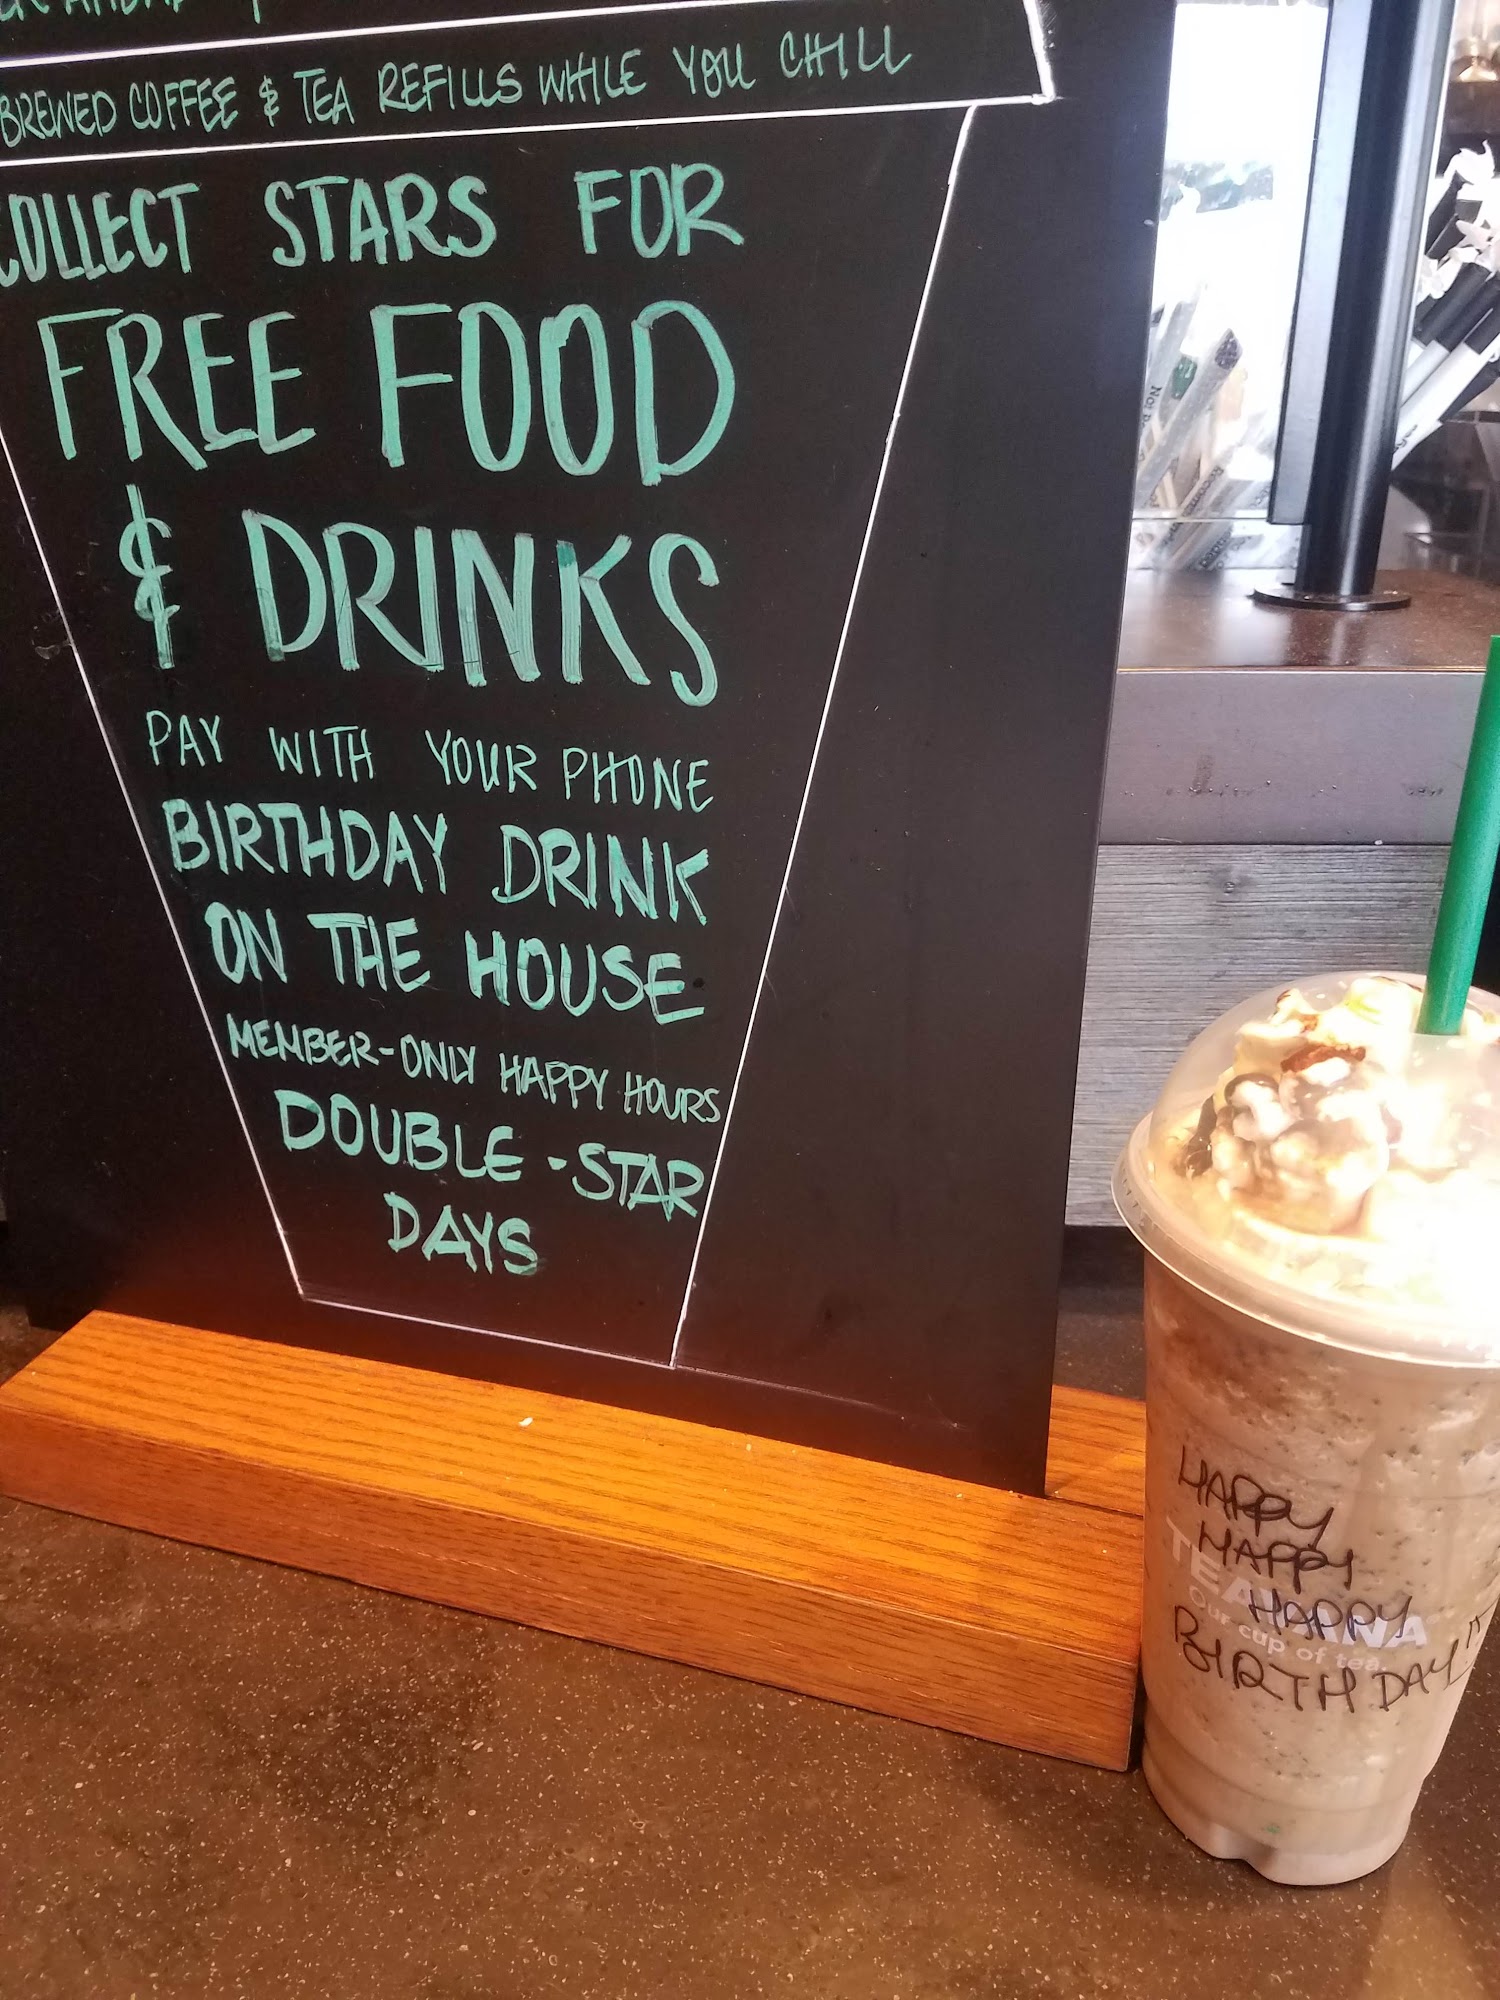 BREWED COFFEE & TEA REFILLS WHILE YOU CHILL
COLLECT STARS FOR
FREE FOOD
& DRINKS
PAY WITH YOUR PHONE
BIRTHDAY DRINK
ON THE HOUSE
MEMBER-ONLY HAPPY HOURS
DOUBLE-STAR
DAYS
HAPPY
HAPPY
HAPPY
BIRTHDAY!!
TEAVANA
Our cup of tea